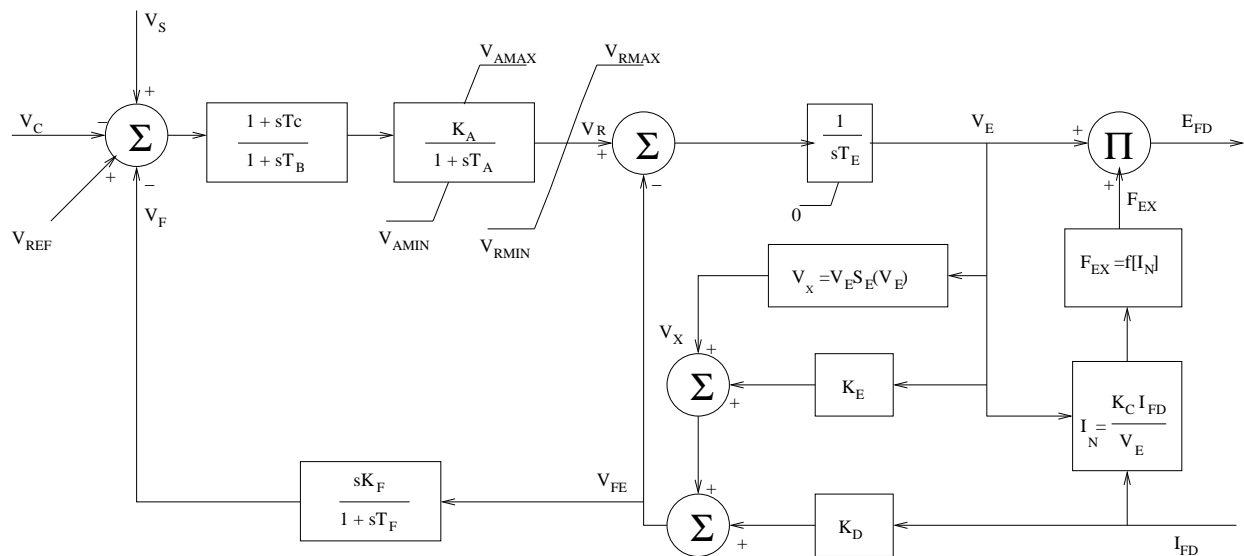 V_S
V_AMAX
V_RMAX
+
V_C
−
Σ
+
−
1 + sTc
1 + sT_B
K_A
1 + sT_A
V_R
+
Σ
−
1
sT_E
0
V_E
+
Π
+
E_FD
V_REF
V_F
V_AMIN
V_RMIN
F_EX
V_x =V_E S_E (V_E)
F_EX =f[I_N]
V_X
+
Σ
+
K_E
I_N = K_C I_FD
V_E
sK_F
1 + sT_F
V_FE
+
Σ
+
K_D
I_FD